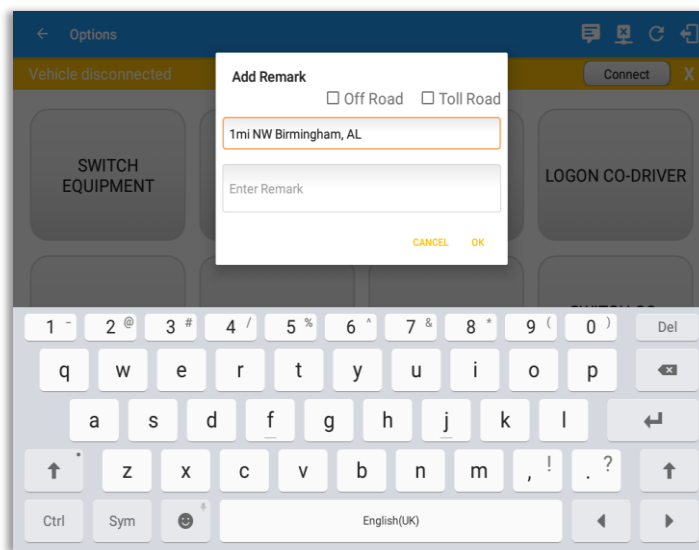 Options
Vehicle disconnected
Connect
X
Add Remark
Off Road
Toll Road
1mi NW Birmingham, AL
Enter Remark
CANCEL
OK
SWITCH
EQUIPMENT
LOGON CO-DRIVER
1 - 2 @ 3 # 4 / 5 % 6 ^ 7 & 8 * 9 ( 0 ) Del
q w e r t y u i o p
a s d f g h j k l
z x c v b n m , ! . ?
Ctrl Sym English(UK)